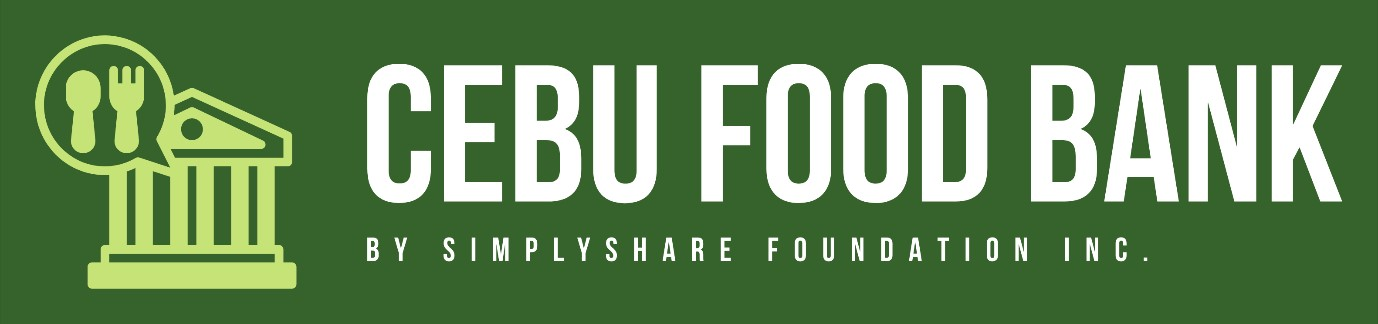 CEBU FOOD BANK
BY SIMPLYSHARE FOUNDATION INC.